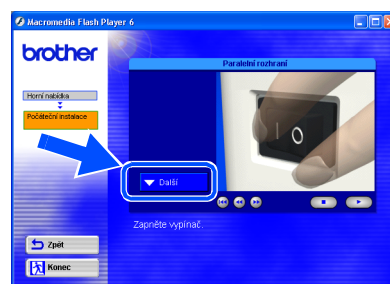 Macromedia Flash Player 6
brother
Paralelní rozhraní
Horní nabídka
Počáteční instalace
Další
Zapněte vypínač.
Zpět
Konec